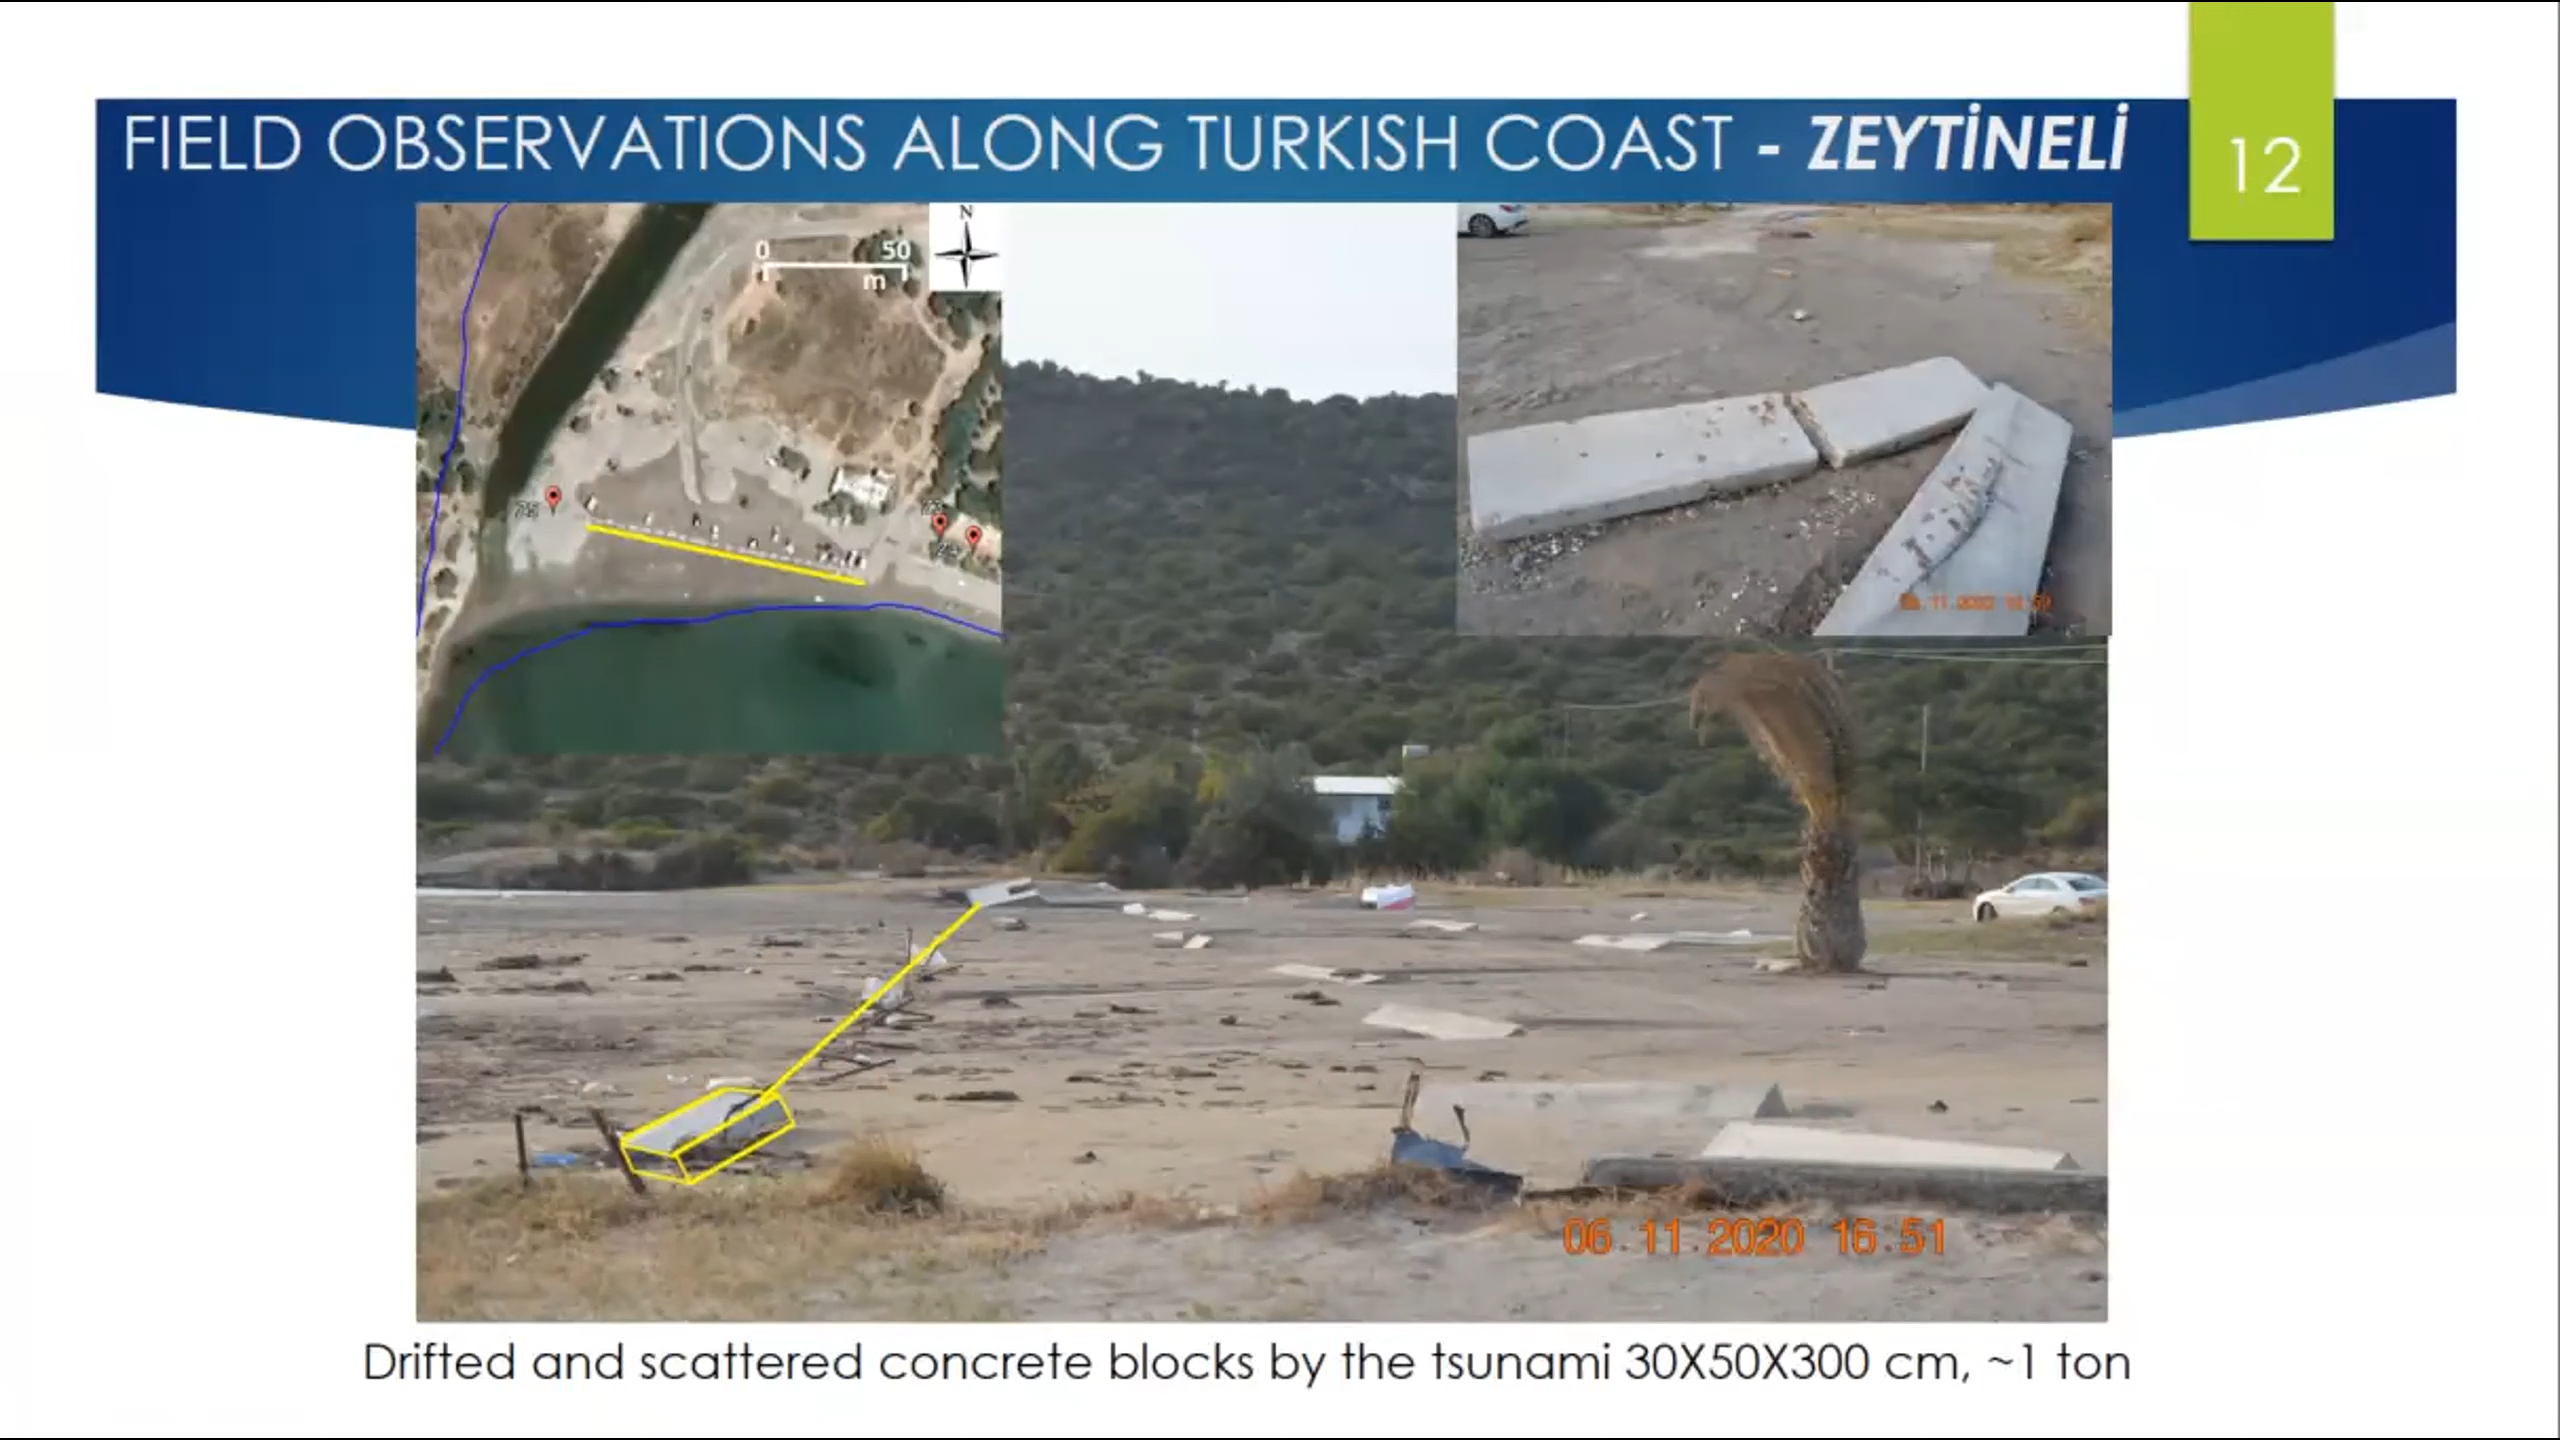 FIELD OBSERVATIONS ALONG TURKISH COAST - ZEYTİNELİ
12
N
0 50
m
06.11.2020 16:51
Drifted and scattered concrete blocks by the tsunami 30X50X300 cm, ~1 ton